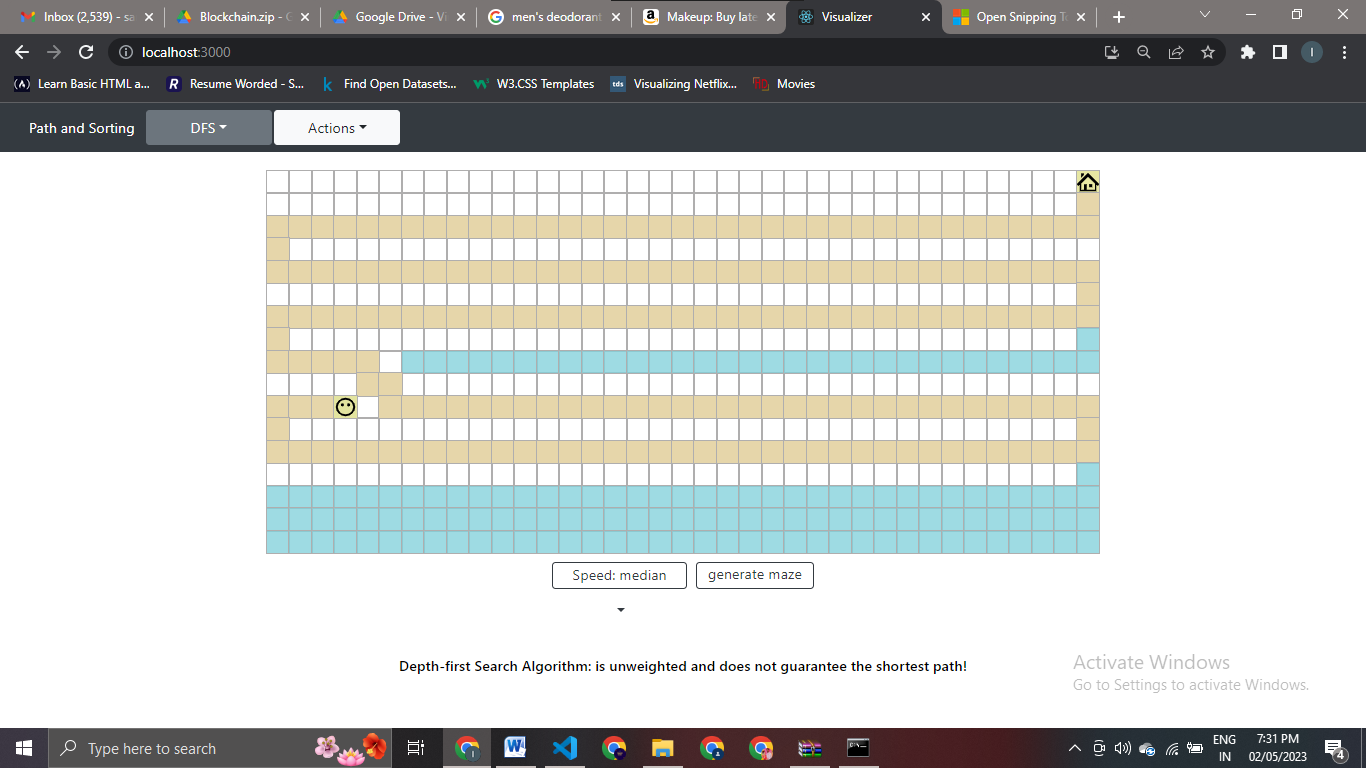 Inbox (2,539) - sa
Blockchain.zip - G
Google Drive - Vi
men's deodorant
Makeup: Buy late
Visualizer
Open Snipping T
localhost:3000
I
Learn Basic HTML a...
Resume Worded - S...
Find Open Datasets...
W3.CSS Templates
Visualizing Netflix...
Movies
Path and Sorting
DFS
Actions
Speed: median
generate maze
Depth-first Search Algorithm: is unweighted and does not guarantee the shortest path!
Activate Windows
Go to Settings to activate Windows.
Type here to search
ENG
IN
7:31 PM
02/05/2023
4